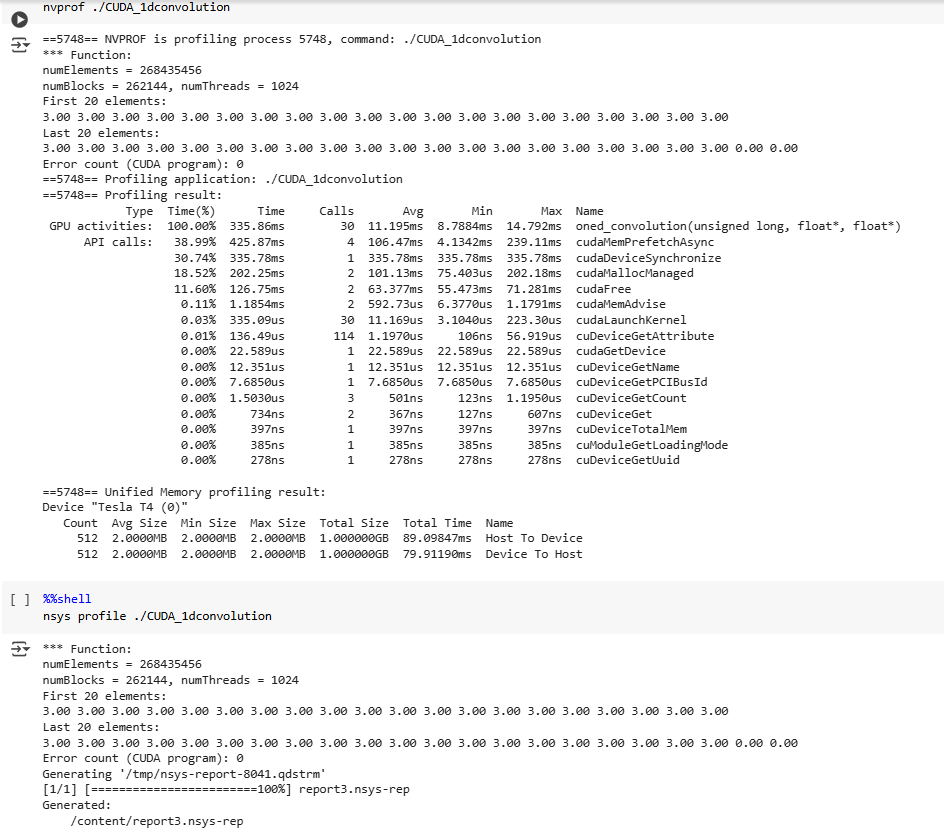 nvprof ./CUDA_1dconvolution
==5748== NVPROF is profiling process 5748, command: ./CUDA_1dconvolution
*** Function:
numElements = 268435456
numBlocks = 262144, numThreads = 1024
First 20 elements:
3.00 3.00 3.00 3.00 3.00 3.00 3.00 3.00 3.00 3.00 3.00 3.00 3.00 3.00 3.00 3.00 3.00 3.00 3.00 3.00
Last 20 elements:
3.00 3.00 3.00 3.00 3.00 3.00 3.00 3.00 3.00 3.00 3.00 3.00 3.00 3.00 3.00 3.00 3.00 3.00 3.00 3.00 0.00 0.00
Error count (CUDA program): 0
==5748== Profiling application: ./CUDA_1dconvolution
==5748== Profiling result:
Type Time(%) Time Calls Avg Min Max Name
GPU activities: 100.00% 335.86ms 30 11.195ms 8.7884ms 14.792ms oned_convolution(unsigned long, float*, float*)
API calls: 38.99% 425.87ms 4 106.47ms 4.1342ms 239.11ms cudaMemPrefetchAsync
30.74% 335.78ms 1 335.78ms 335.78ms 335.78ms cudaDeviceSynchronize
18.52% 202.25ms 2 101.13ms 75.403us 202.18ms cudaMallocManaged
11.60% 126.75ms 2 63.377ms 55.473ms 71.281ms cudaFree
0.11% 1.1854ms 2 592.73us 6.3770us 1.1791ms cudaMemAdvise
0.03% 335.09us 30 11.169us 3.1040us 223.30us cudaLaunchKernel
0.01% 136.49us 114 1.1970us 106ns 56.919us cuDeviceGetAttribute
0.00% 22.589us 1 22.589us 22.589us 22.589us cudaGetDevice
0.00% 12.351us 1 12.351us 12.351us 12.351us cuDeviceGetName
0.00% 7.6850us 1 7.6850us 7.6850us 7.6850us cuDeviceGetPCIBusId
0.00% 1.5030us 3 501ns 123ns 1.1950us cuDeviceGetCount
0.00% 734ns 2 367ns 127ns 607ns cuDeviceGet
0.00% 397ns 1 397ns 397ns 397ns cuDeviceTotalMem
0.00% 385ns 1 385ns 385ns 385ns cuModuleGetLoadingMode
0.00% 278ns 1 278ns 278ns 278ns cuDeviceGetUuid
==5748== Unified Memory profiling result:
Device "Tesla T4 (0)"
Count Avg Size Min Size Max Size Total Size Total Time Name
512 2.0000MB 2.0000MB 2.0000MB 1.000000GB 89.09847ms Host To Device
512 2.0000MB 2.0000MB 2.0000MB 1.000000GB 79.91190ms Device To Host
[ ] %%shell
nsys profile ./CUDA_1dconvolution
*** Function:
numElements = 268435456
numBlocks = 262144, numThreads = 1024
First 20 elements:
3.00 3.00 3.00 3.00 3.00 3.00 3.00 3.00 3.00 3.00 3.00 3.00 3.00 3.00 3.00 3.00 3.00 3.00 3.00 3.00
Last 20 elements:
3.00 3.00 3.00 3.00 3.00 3.00 3.00 3.00 3.00 3.00 3.00 3.00 3.00 3.00 3.00 3.00 3.00 3.00 3.00 3.00 0.00 0.00
Error count (CUDA program): 0
Generating '/tmp/nsys-report-8041.qdstrm'
[1/1] [========================100%] report3.nsys-rep
Generated:
/content/report3.nsys-rep